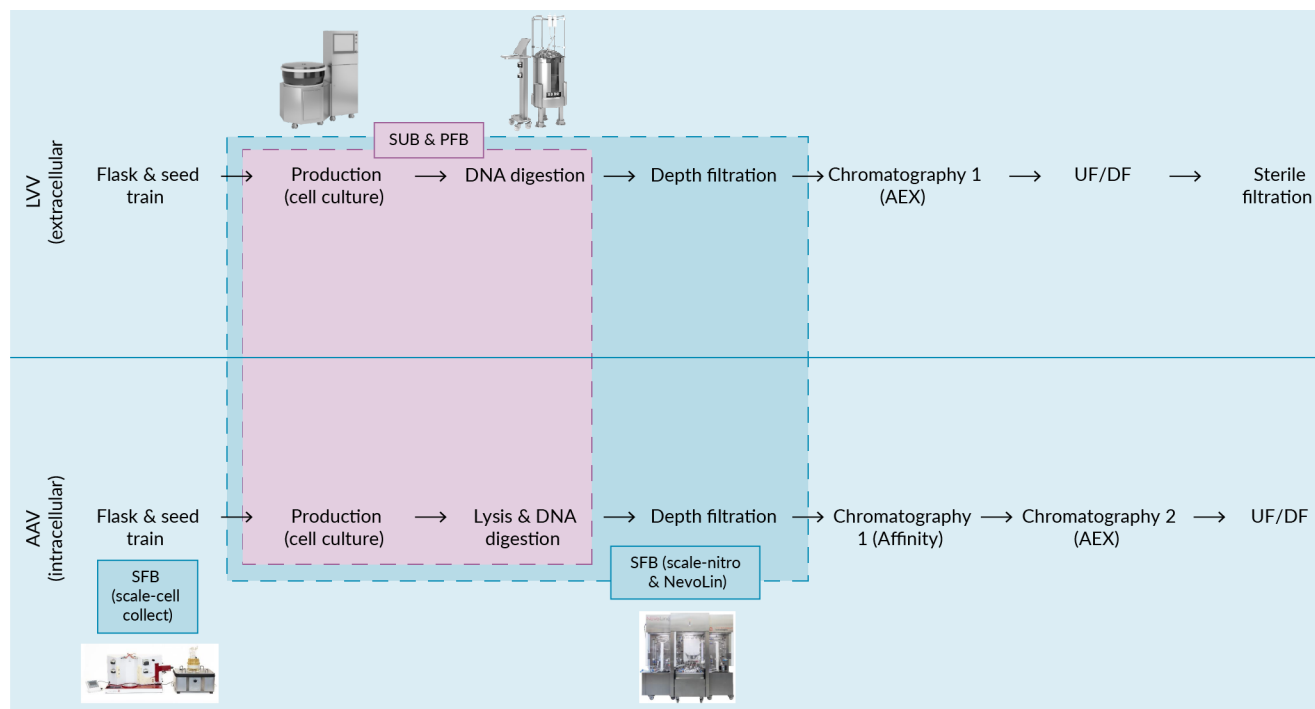 SUB & PFB
LVV
(extracellular
Flask & seed
train
Production
(cell culture)
DNA digestion
Depth filtration
Chromatography 1
(AEX)
UF/DF
Sterile
filtration
AAV
(intracellular)
Flask & seed
train
Production
(cell culture)
Lysis & DNA
digestion
Depth filtration
Chromatography
1 (Affinity)
Chromatography 2
(AEX)
UF/DF
SFB
(scale-cell
collect)
SFB (scale-nitro
& NevoLin)